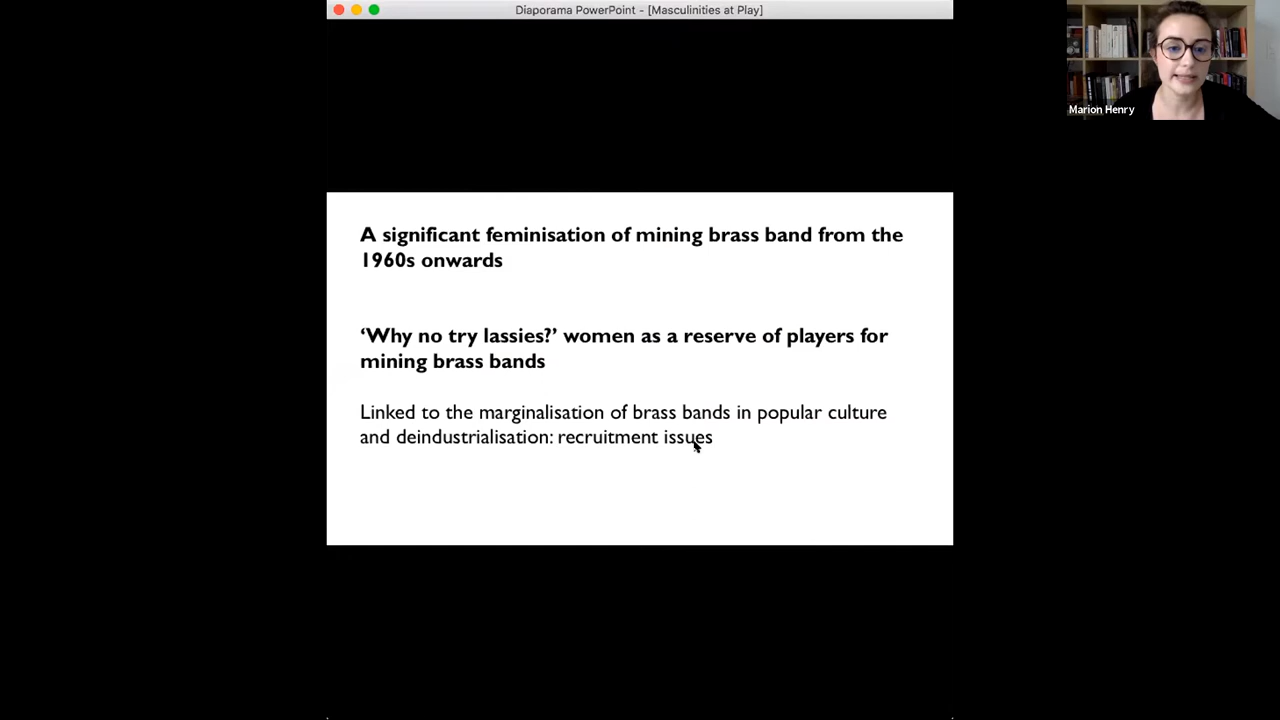 Diaporama PowerPoint - [Masculinities at Play]
Marion Henry
A significant feminisation of mining brass band from the
1960s onwards
‘Why no try lassies?’ women as a reserve of players for
mining brass bands
Linked to the marginalisation of brass bands in popular culture
and deindustrialisation: recruitment issues